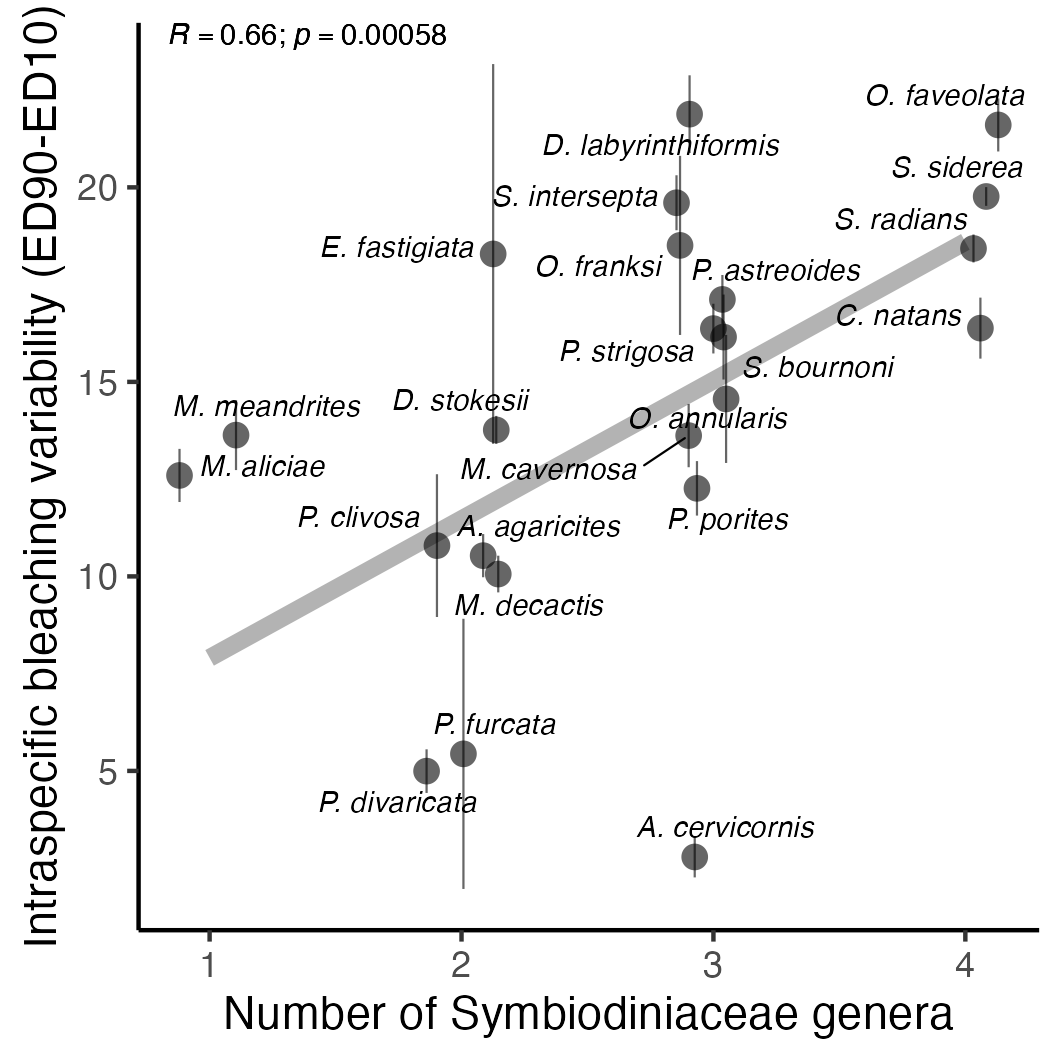 R = 0.66; p = 0.00058
Intraspecific bleaching variability (ED90-ED10)
20
15
10
5
O. faveolata
D. labyrinthiformis
S. siderea
S. intersepta
S. radians
E. fastigiata
O. franksi
P. astreoides
C. natans
P. strigosa
S. bournoni
D. stokesii
M. meandrites
O. annularis
M. aliciae
M. cavernosa
P. clivosa
A. agaricites
P. porites
M. decactis
P. furcata
P. divaricata
A. cervicornis
1 2 3 4
Number of Symbiodiniaceae genera